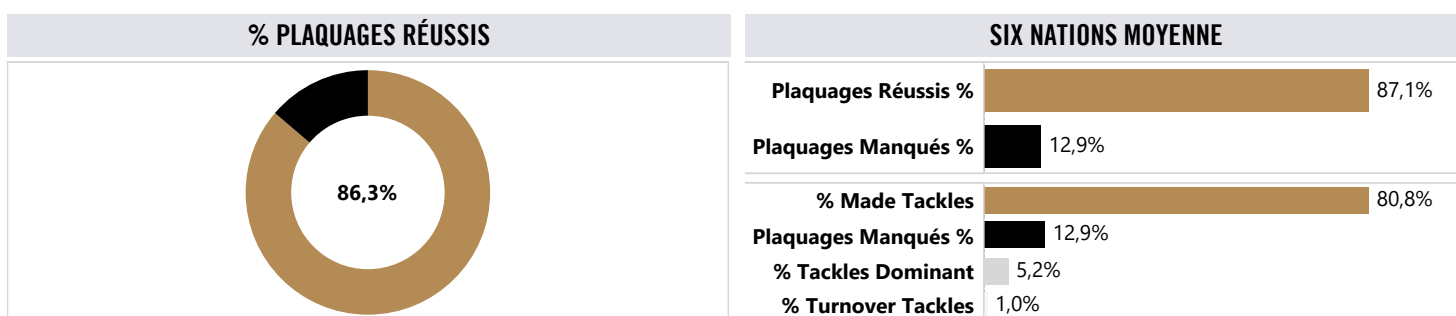 % PLAQUAGES RÉUSSIS
86,3%
SIX NATIONS MOYENNE
Plaquages Réussis % 87,1%
Plaquages Manqués % 12,9%
% Made Tackles 80,8%
Plaquages Manqués % 12,9%
% Tackles Dominant 5,2%
% Turnover Tackles 1,0%